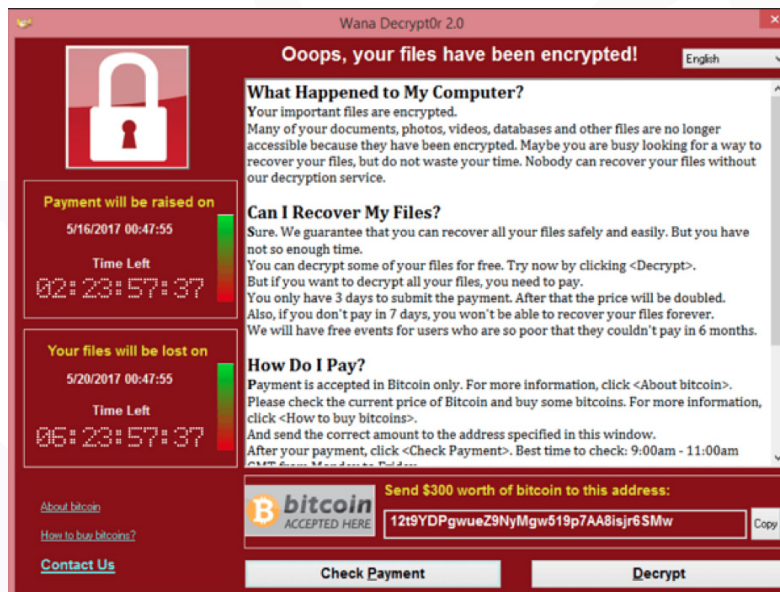 Wana Decrypt0r 2.0
Ooops, your files have been encrypted!
English
What Happened to My Computer?
Your important files are encrypted.
Many of your documents, photos, videos, databases and other files are no longer
accessible because they have been encrypted. Maybe you are busy looking for a way to
recover your files, but do not waste your time. Nobody can recover your files without
our decryption service.
Can I Recover My Files?
Sure. We guarantee that you can recover all your files safely and easily. But you have
not so enough time.
You can decrypt some of your files for free. Try now by clicking <Decrypt>.
But if you want to decrypt all your files, you need to pay.
You only have 3 days to submit the payment. After that the price will be doubled.
Also, if you don't pay in 7 days, you won't be able to recover your files forever.
We will have free events for users who are so poor that they couldn't pay in 6 months.
How Do I Pay?
Payment is accepted in Bitcoin only. For more information, click <About bitcoin>.
Please check the current price of Bitcoin and buy some bitcoins. For more information,
click <How to buy bitcoins>.
And send the correct amount to the address specified in this window.
After your payment, click <Check Payment>. Best time to check: 9:00am - 11:00am
GMT from Monday to Friday.
Payment will be raised on
5/16/2017 00:47:55
Time Left
02:23:57:37
Your files will be lost on
5/20/2017 00:47:55
Time Left
06:23:57:37
About bitcoin
How to buy bitcoins?
Contact Us
bitcoin
ACCEPTED HERE
Send $300 worth of bitcoin to this address:
12t9YDPgwueZ9NyMgw519p7AA8isjr6SMw
Copy
Check Payment
Decrypt